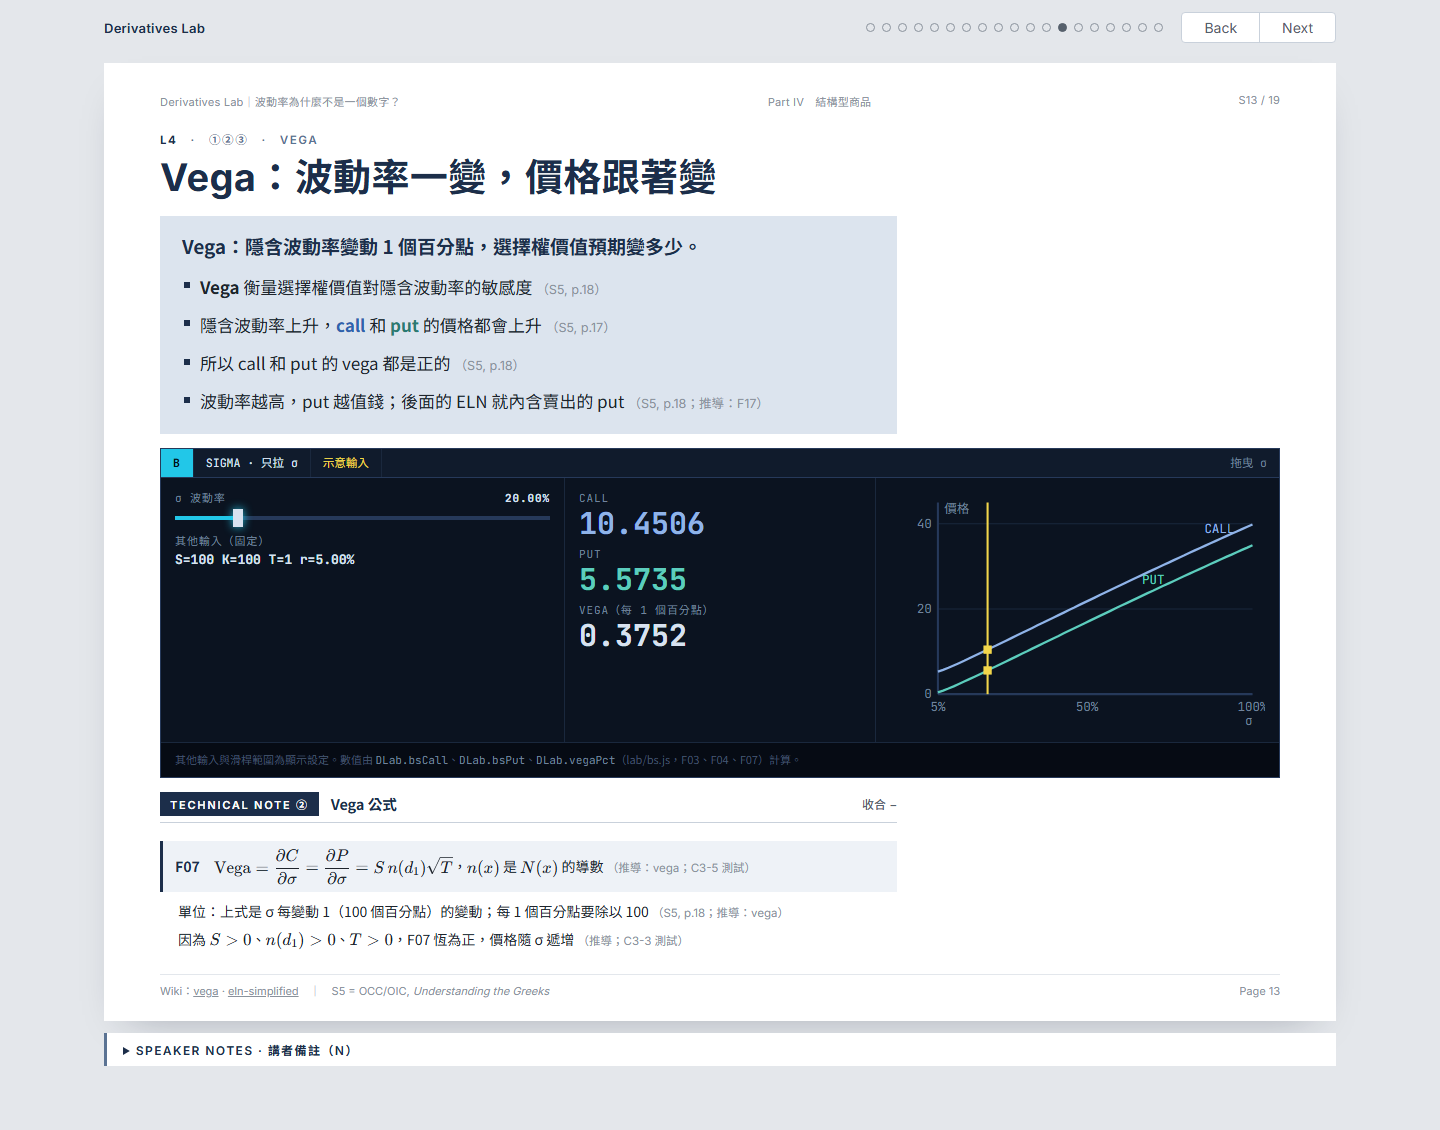 Derivatives Lab
Back
Next
Derivatives Lab | 波動率為什麼不是一個數字？
Part IV 結構型商品
S13 / 19
L4 · ①②③ · VEGA
Vega：波動率一變，價格跟著變
Vega：隱含波動率變動 1 個百分點，選擇權價值預期變多少。
Vega 衡量選擇權價值對隱含波動率的敏感度 （S5, p.18）
隱含波動率上升，call 和 put 的價格都會上升 （S5, p.17）
所以 call 和 put 的 vega 都是正的 （S5, p.18）
波動率越高，put 越值錢；後面的 ELN 就內含賣出的 put （S5, p.18；推導：F17）
B
SIGMA · 只拉 σ
示意輸入
拖曳 σ
σ 波動率
20.00%
其他輸入（固定）
S=100 K=100 T=1 r=5.00%
CALL
10.4506
PUT
5.5735
VEGA（每 1 個百分點）
0.3752
價格
40
20
0
CALL
PUT
5%
50%
100%
σ
其他輸入與滑桿範圍為顯示設定。數值由 DLab.bsCall、DLab.bsPut、DLab.vegaPct（lab/bs.js，F03、F04、F07）計算。
TECHNICAL NOTE ②
Vega 公式
收合 −
F07 Vega = ∂C/∂σ = ∂P/∂σ = S n(d₁)√T，n(x) 是 N(x) 的導數 （推導：vega；C3-5 測試）
單位：上式是 σ 每變動 1（100 個百分點）的變動；每 1 個百分點要除以 100 （S5, p.18；推導：vega）
因為 S > 0、n(d₁) > 0、T > 0，F07 恆為正，價格隨 σ 遞增 （推導；C3-3 測試）
Wiki：vega · eln-simplified | S5 = OCC/OIC, Understanding the Greeks
Page 13
▶ SPEAKER NOTES · 講者備註（N）